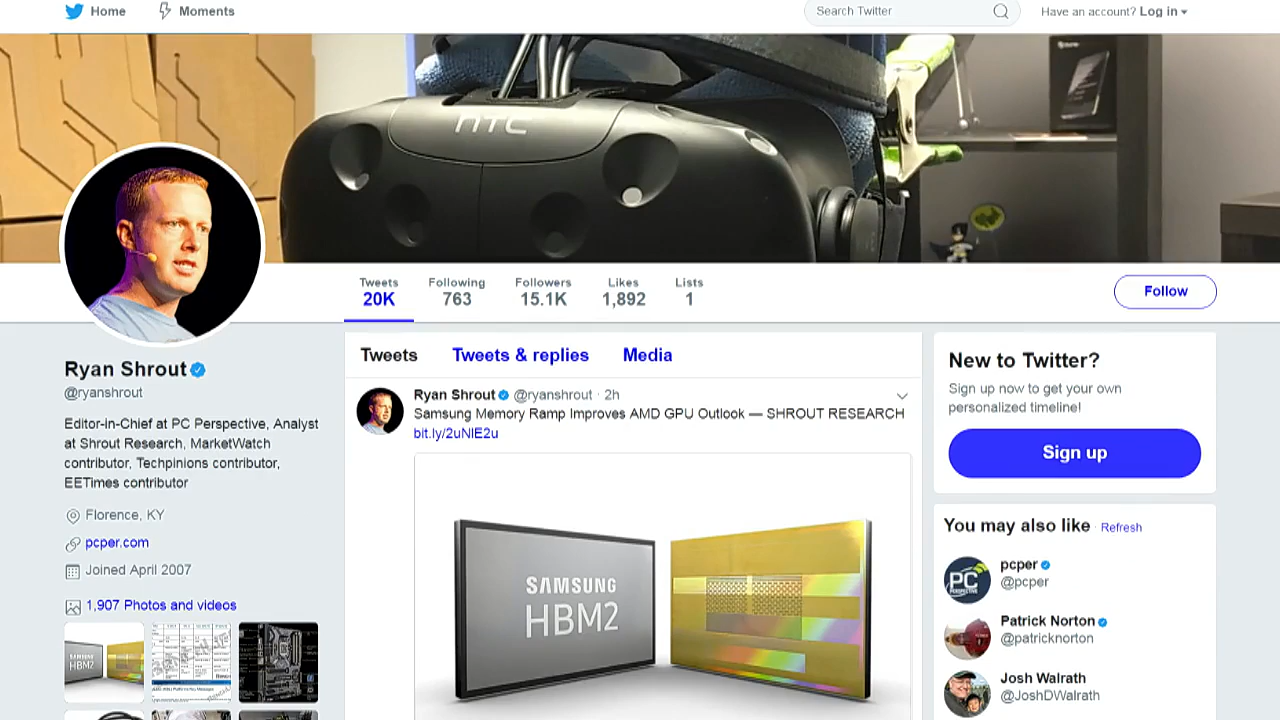 Home
Moments
Search Twitter
Have an account? Log in
hTC
Tweets
20K
Following
763
Followers
15.1K
Likes
1,892
Lists
1
Follow
Ryan Shrout
@ryanshrout
Editor-in-Chief at PC Perspective, Analyst
at Shrout Research, MarketWatch
contributor, Techpinions contributor,
EETimes contributor
Florence, KY
pcper.com
Joined April 2007
1,907 Photos and videos
SAMSUNG
HBM2
Tweets Tweets & replies Media
Ryan Shrout @ryanshrout · 2h
Samsung Memory Ramp Improves AMD GPU Outlook — SHROUT RESEARCH
bit.ly/2uNlE2u
SAMSUNG
HBM2
New to Twitter?
Sign up now to get your own
personalized timeline!
Sign up
You may also like · Refresh
PC
PERSPECTIVE
pcper
@pcper
Patrick Norton
@patricknorton
Josh Walrath
@JoshDWalrath